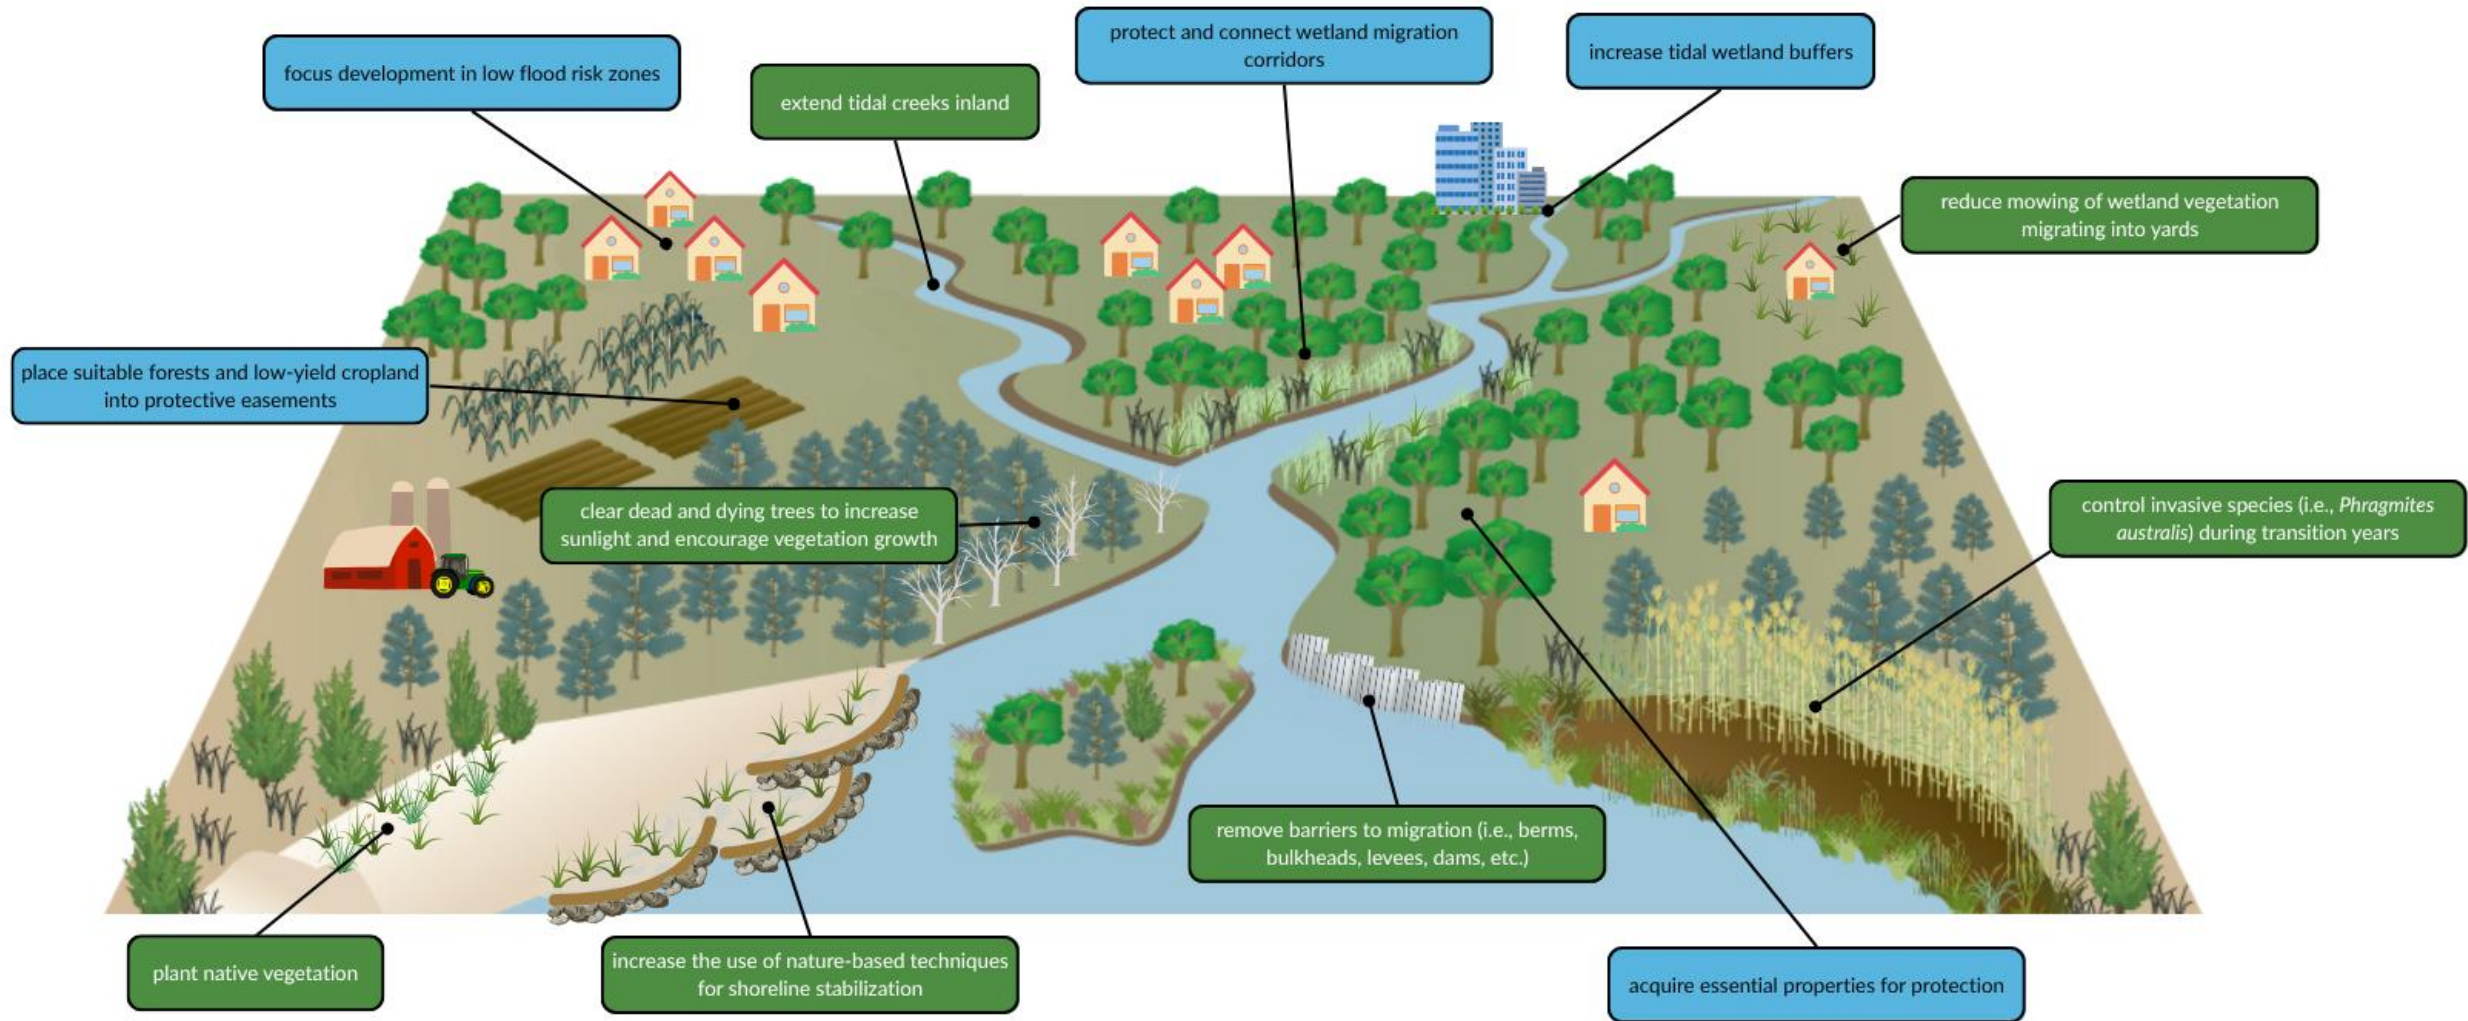 focus development in low flood risk zones
extend tidal creeks inland
protect and connect wetland migration
corridors
increase tidal wetland buffers
reduce mowing of wetland vegetation
migrating into yards
place suitable forests and low-yield cropland
into protective easements
clear dead and dying trees to increase
sunlight and encourage vegetation growth
control invasive species (i.e., Phragmites
australis) during transition years
remove barriers to migration (i.e., berms,
bulkheads, levees, dams, etc.)
plant native vegetation
increase the use of nature-based techniques
for shoreline stabilization
acquire essential properties for protection